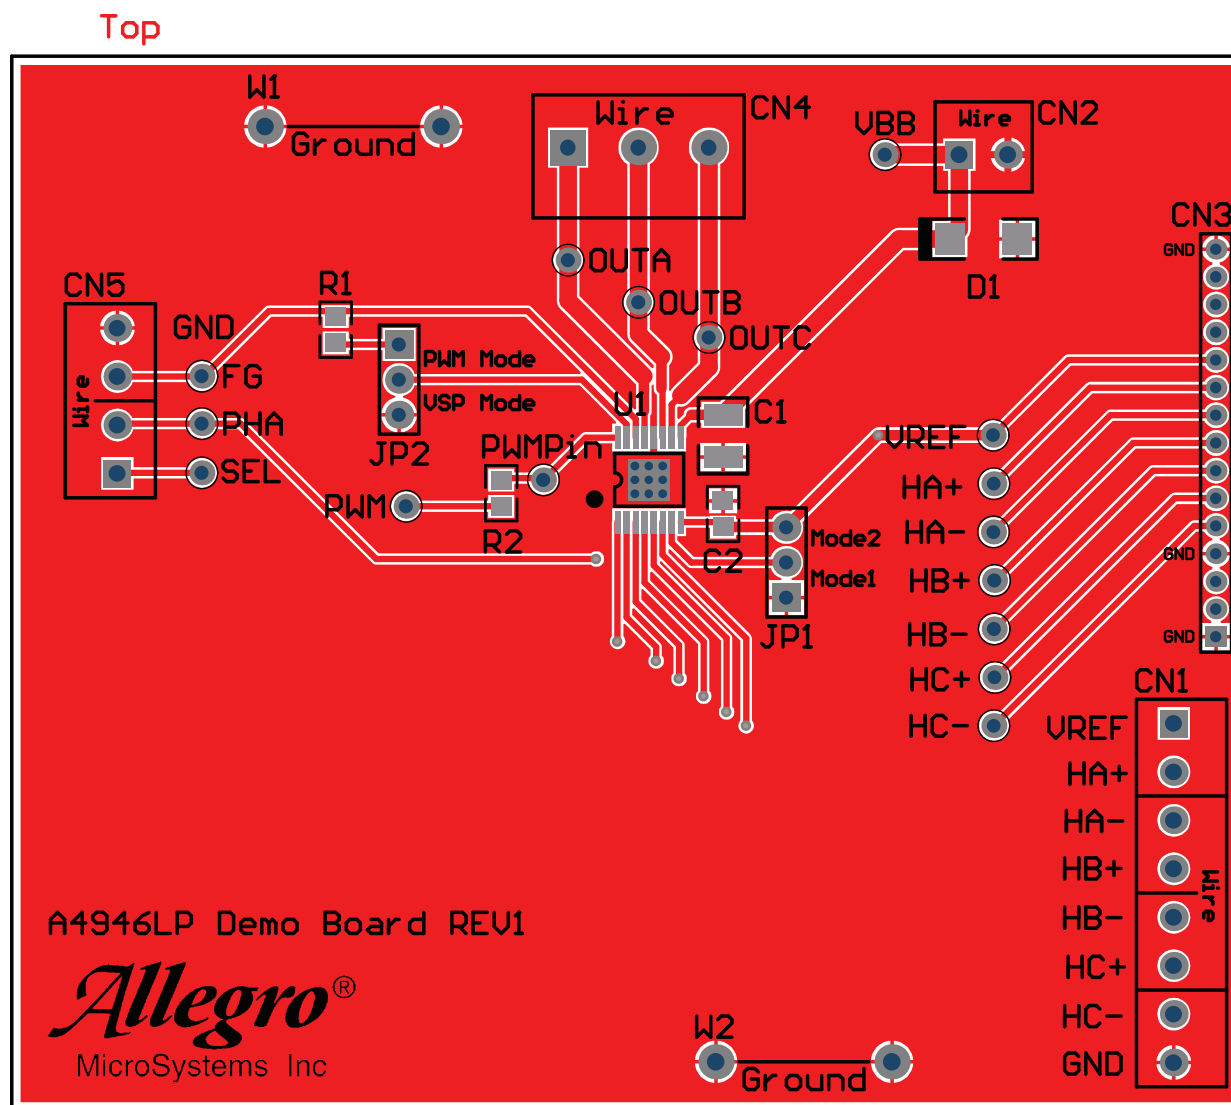 Top
W1
Ground
Wire
CN4
VBB
Wire
CN2
CN3
GND
OUTA
D1
CN5
R1
OUTB
GND
OUTC
PWM Mode
FG
Wire
VSP Mode
U1
C1
PHA
JP2
PWMPin
VREF
SEL
HA+
PWM
R2
Mode2
HA-
C2
GND
Mode1
HB+
JP1
HB-
GND
HC+
CN1
HC-
VREF
HA+
HA-
HB+
Wire
HB-
HC+
HC-
GND
A4946LP Demo Board REV1
Allegro®
MicroSystems Inc
W2
Ground